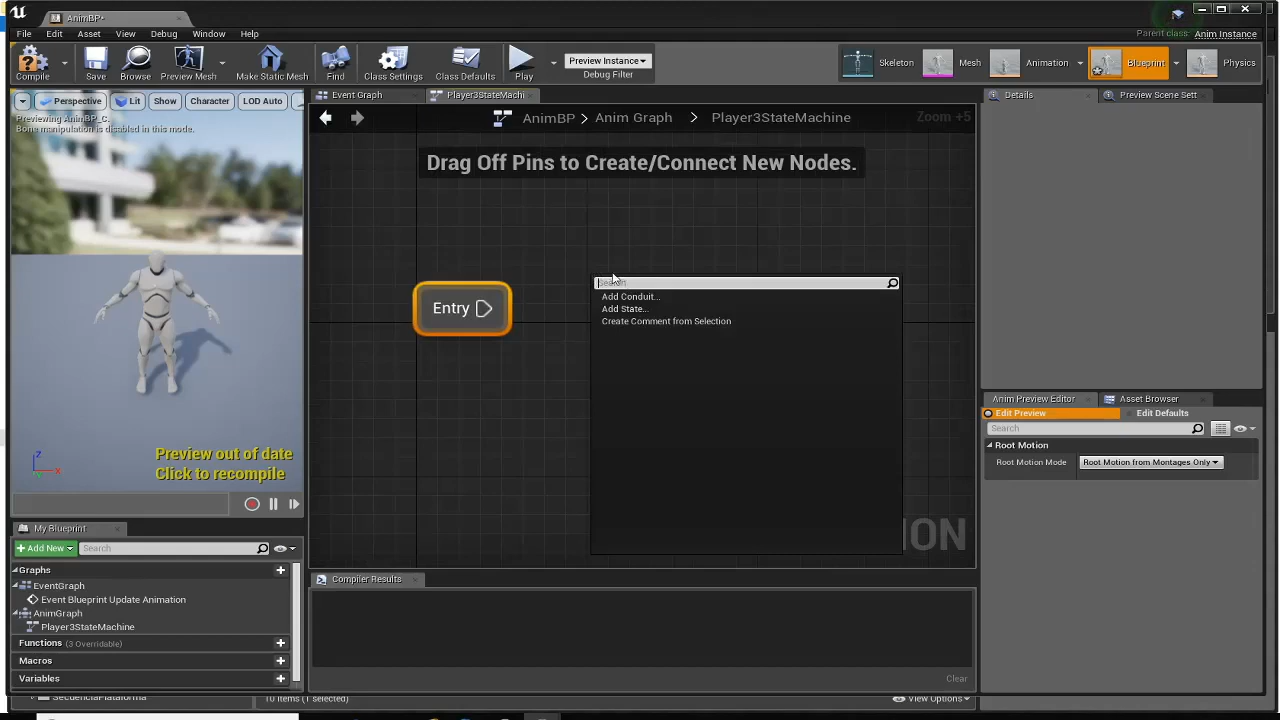 AnimBP*
File Edit Asset View Debug Window Help
Parent class: Anim Instance
Compile Save Browse Preview Mesh Make Static Mesh Find Class Settings Class Defaults Play
Preview Instance
Debug Filter
Skeleton Mesh Animation Blueprint Physics
Perspective Lit Show Character LOD Auto
Previewing AnimBP_C.
Bone manipulation is disabled in this mode.
Preview out of date
Click to recompile
Event Graph Player3StateMachi
AnimBP > Anim Graph > Player3StateMachine
Zoom +5
Drag Off Pins to Create/Connect New Nodes.
Entry
Search
Add Conduit...
Add State...
Create Comment from Selection
ION
Details Preview Scene Sett
Anim Preview Editor Asset Browser
Edit Preview Edit Defaults
Search
Root Motion
Root Motion Mode Root Motion from Montages Only
My Blueprint
+ Add New Search
Graphs
EventGraph
Event Blueprint Update Animation
AnimGraph
Player3StateMachine
Functions (3 Overridable)
Macros
Variables
Compiler Results
Clear
SecuenciaPlataforma
10 items (1 selected)
View Options